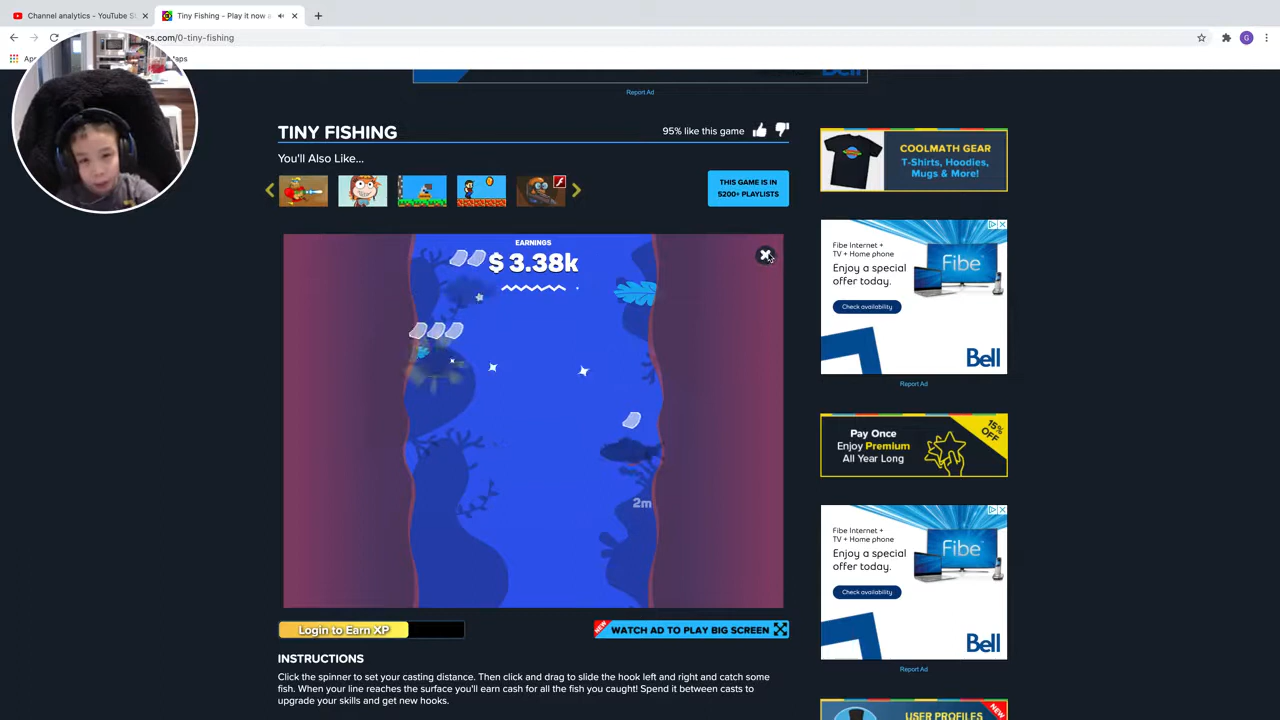 Channel analytics - YouTube St
Tiny Fishing - Play it now a
os.com/0-tiny-fishing
G
Report Ad
TINY FISHING
95% like this game
You'll Also Like...
THIS GAME IS IN
5200+ PLAYLISTS
COOLMATH GEAR
T-Shirts, Hoodies,
Mugs & More!
EARNINGS
$ 3.38k
2m
Fibe Internet +
TV + Home phone
Enjoy a special
offer today.
Check availability
Fibe
Bell
Report Ad
Pay Once
Enjoy Premium
All Year Long
15%
OFF
Fibe Internet +
TV + Home phone
Enjoy a special
offer today.
Check availability
Fibe
Bell
Report Ad
Login to Earn XP
NEW
WATCH AD TO PLAY BIG SCREEN
INSTRUCTIONS
Click the spinner to set your casting distance. Then click and drag to slide the hook left and right and catch some
fish. When your line reaches the surface you'll earn cash for all the fish you caught! Spend it between casts to
upgrade your skills and get new hooks.
USER PROFILES
NEW